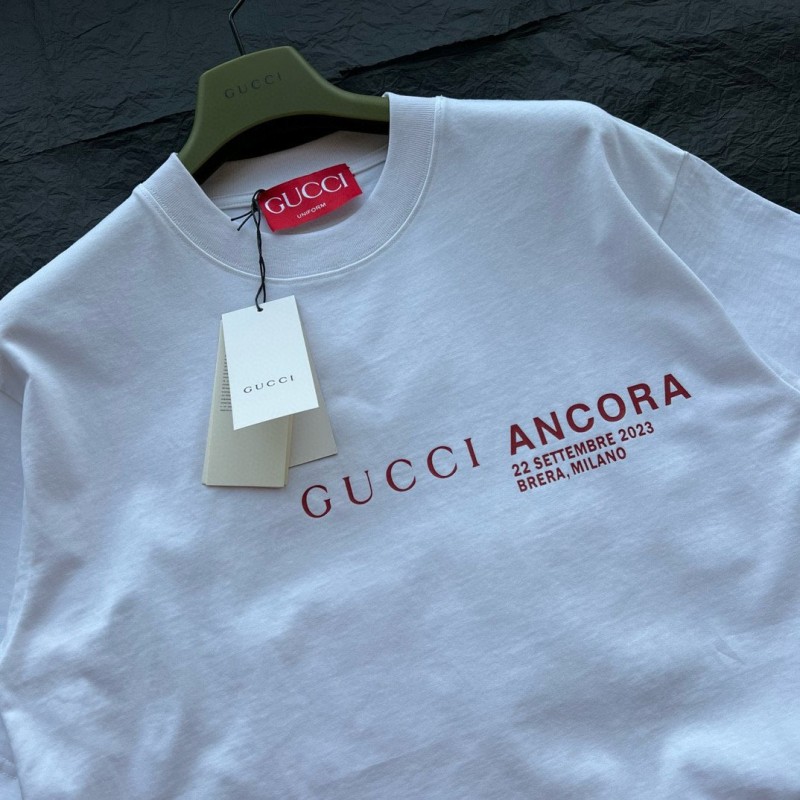 GUCCI
GUCCI
UNIFORM
GUCCI
GUCCI ANCORA
22 SETTEMBRE 2023
BRERA, MILANO